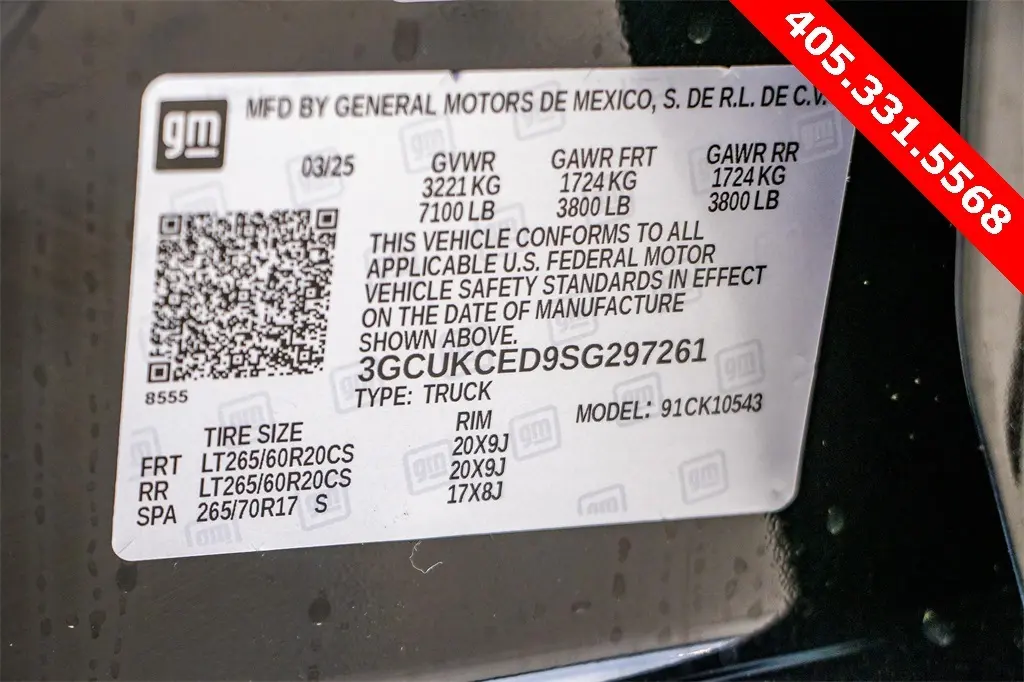 405.331.5568
gm
MFD BY GENERAL MOTORS DE MEXICO, S. DE R.L. DE C.V.
03/25 GVWR GAWR FRT GAWR RR
3221 KG 1724 KG 1724 KG
7100 LB 3800 LB 3800 LB
THIS VEHICLE CONFORMS TO ALL
APPLICABLE U.S. FEDERAL MOTOR
VEHICLE SAFETY STANDARDS IN EFFECT
ON THE DATE OF MANUFACTURE
SHOWN ABOVE.
3GCUKCED9SG297261
8555
TYPE: TRUCK
MODEL: 91CK10543
TIRE SIZE RIM
FRT LT265/60R20CS 20X9J
RR LT265/60R20CS 20X9J
SPA 265/70R17 S 17X8J